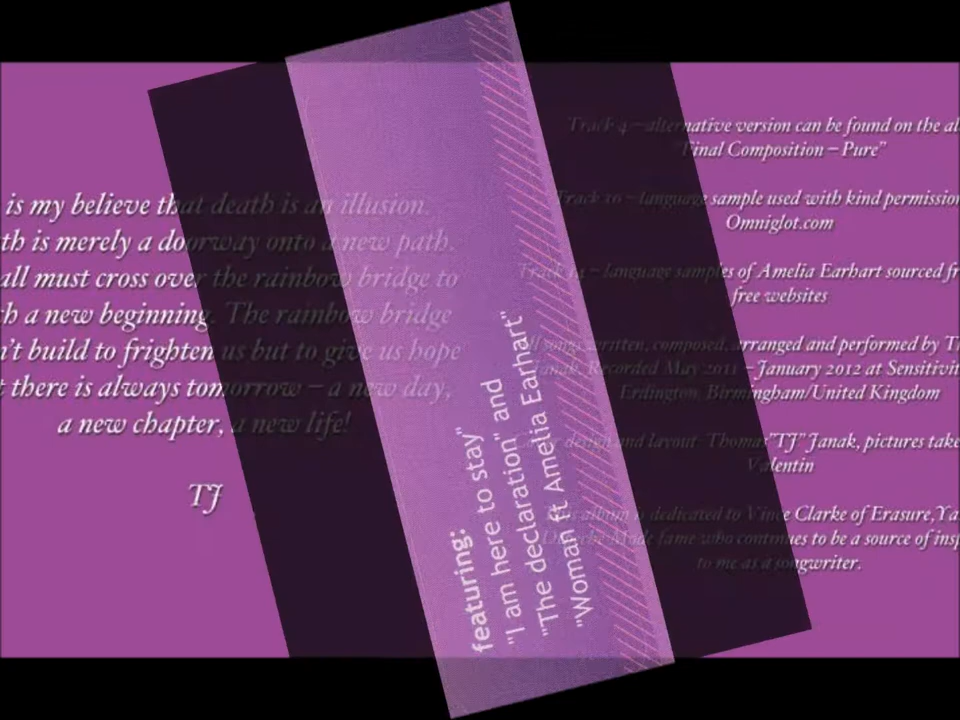 is my believe that death is an illusion.
th is merely a doorway onto a new path.
all must cross over the rainbow bridge to
h a new beginning. The rainbow bridge
n't build to frighten us but to give us hope
t there is always tomorrow – a new day,
a new chapter, a new life!
TJ
featuring:
"I am here to stay"
"The declaration" and
"Woman ft Amelia Earhart"
Track 4 – alternative version can be found on the al
Final Composition – Pure"
Track 10 – language sample used with kind permission
Omniglot.com
Track 14 – language samples of Amelia Earhart sourced fr
free websites
All songs written, composed, arranged and performed by T
Janak, Recorded May 2011 – January 2012 at Sensitivi
Erdington, Birmingham/United Kingdom
design and layout Thomas "TJ" Janak, pictures take
Valentin
album is dedicated to Vince Clarke of Erasure, Ya
Depeche Mode fame who continues to be a source of insp
to me as a songwriter.